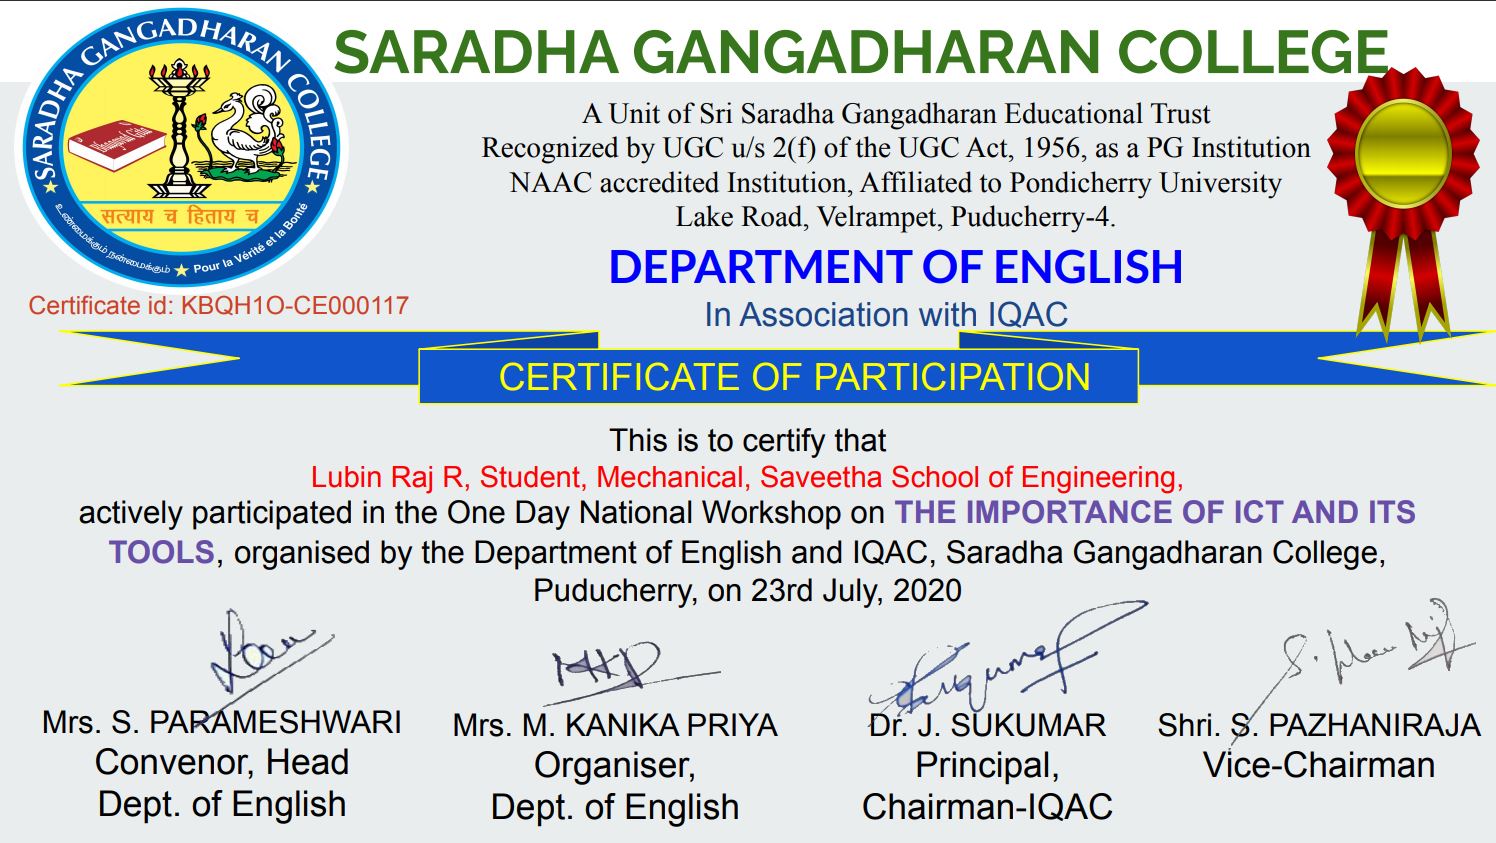 SARADHA GANGADHARAN COLLEGE
SARADHA GANGADHARAN COLLEGE
A Unit of Sri Saradha Gangadharan Educational Trust
Recognized by UGC u/s 2(f) of the UGC Act, 1956, as a PG Institution
NAAC accredited Institution, Affiliated to Pondicherry University
Lake Road, Velrampet, Puducherry-4.
सत्याय च हिताय च
உண்மைக்கும் நன்மைக்கும்
Pour la Vérité et la Bonté
DEPARTMENT OF ENGLISH
Certificate id: KBQH1O-CE000117
In Association with IQAC
CERTIFICATE OF PARTICIPATION
This is to certify that
Lubin Raj R, Student, Mechanical, Saveetha School of Engineering,
actively participated in the One Day National Workshop on THE IMPORTANCE OF ICT AND ITS
TOOLS, organised by the Department of English and IQAC, Saradha Gangadharan College,
Puducherry, on 23rd July, 2020
Mrs. S. PARAMESHWARI
Convenor, Head
Dept. of English
Mrs. M. KANIKA PRIYA
Organiser,
Dept. of English
Dr. J. SUKUMAR
Principal,
Chairman-IQAC
Shri. S. PAZHANIRAJA
Vice-Chairman